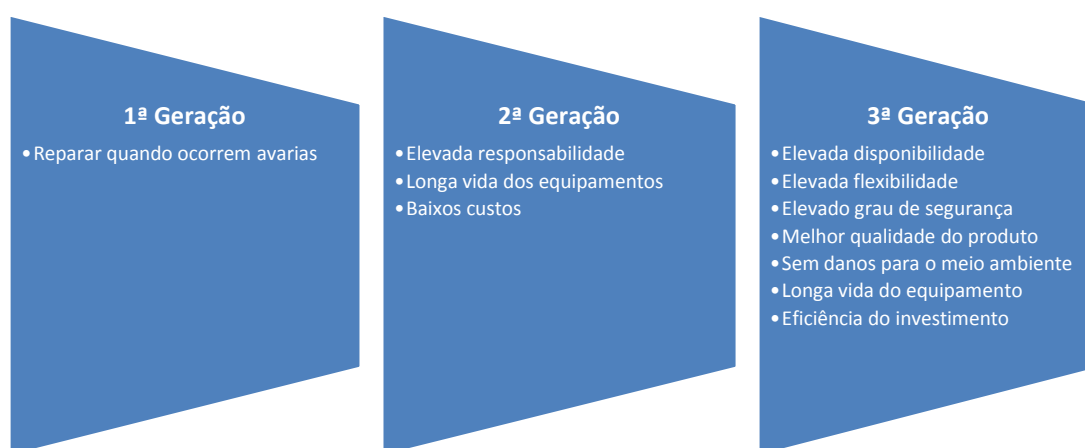 1ª Geração
•Reparar quando ocorrem avarias
2ª Geração
•Elevada responsabilidade
•Longa vida dos equipamentos
•Baixos custos
3ª Geração
•Elevada disponibilidade
•Elevada flexibilidade
•Elevado grau de segurança
•Melhor qualidade do produto
•Sem danos para o meio ambiente
•Longa vida do equipamento
•Eficiência do investimento